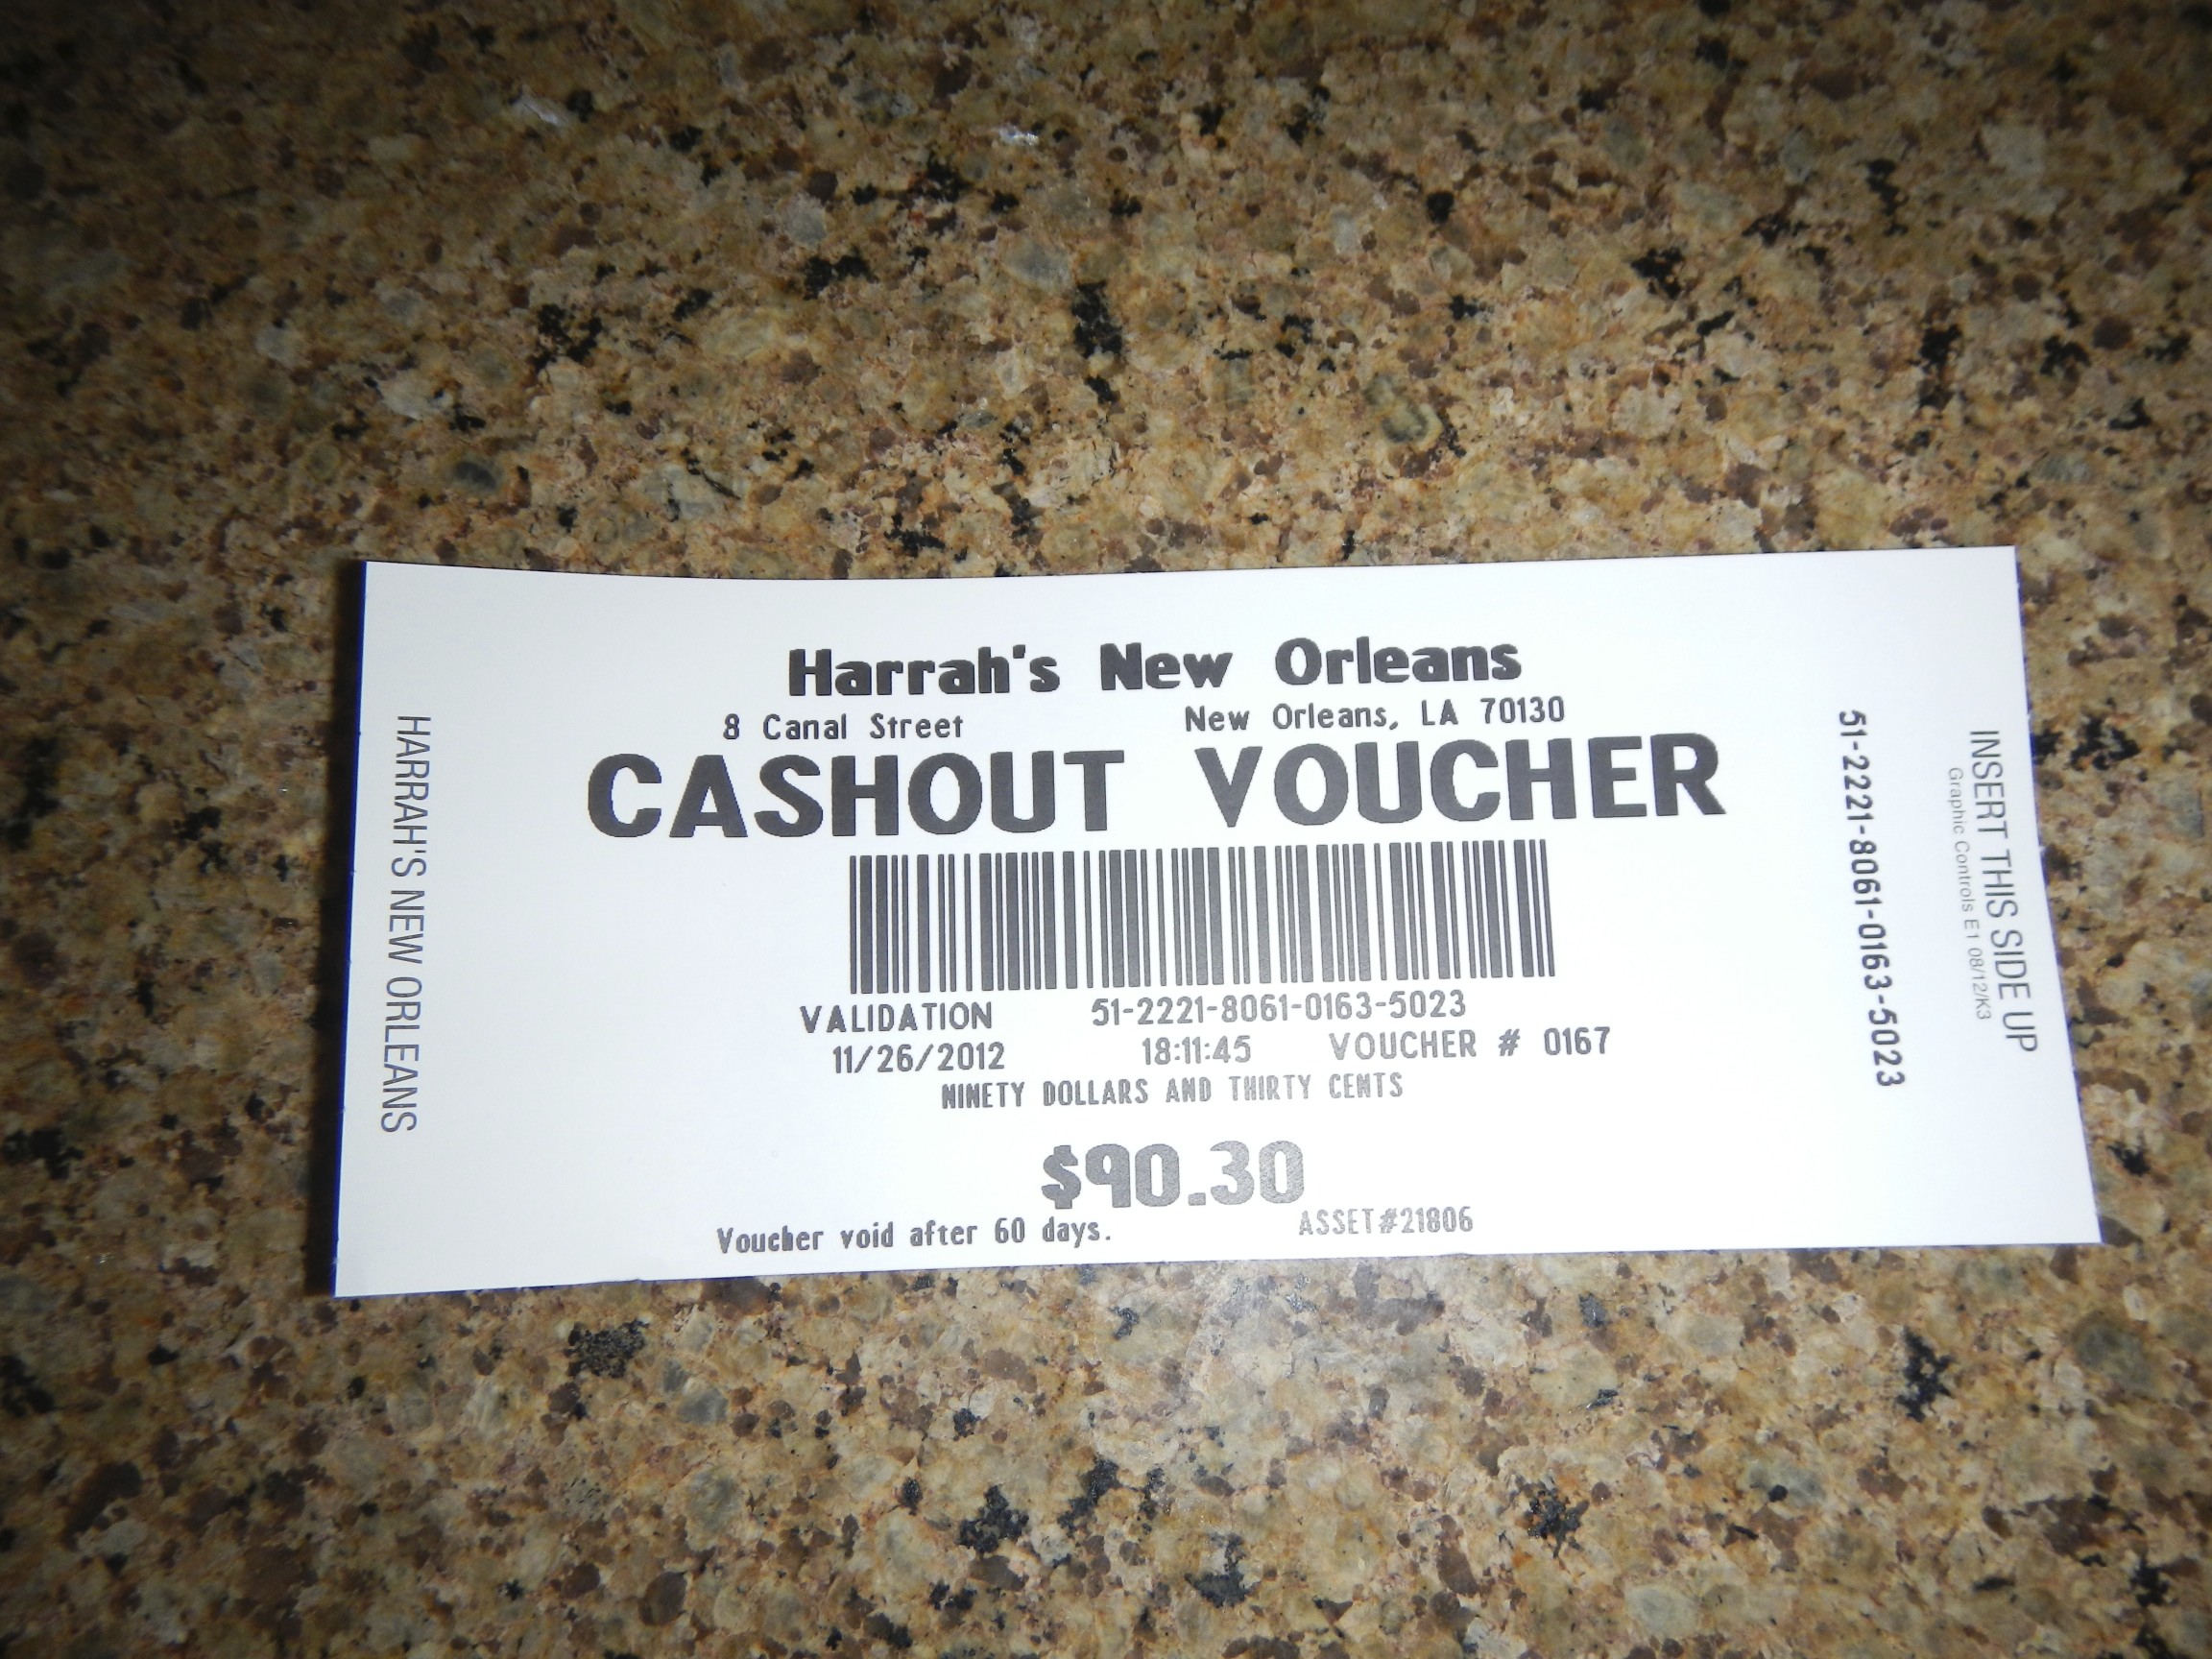 Harrah's New Orleans
8 Canal Street New Orleans, LA 70130
CASHOUT VOUCHER
VALIDATION 51-2221-8061-0163-5023
11/26/2012 18:11:45 VOUCHER # 0167
NINETY DOLLARS AND THIRTY CENTS
$90.30
Voucher void after 60 days. ASSET#21806
HARRAH'S NEW ORLEANS
51-2221-8061-0163-5023
INSERT THIS SIDE UP
Graphic Controls E1 08/12/K3